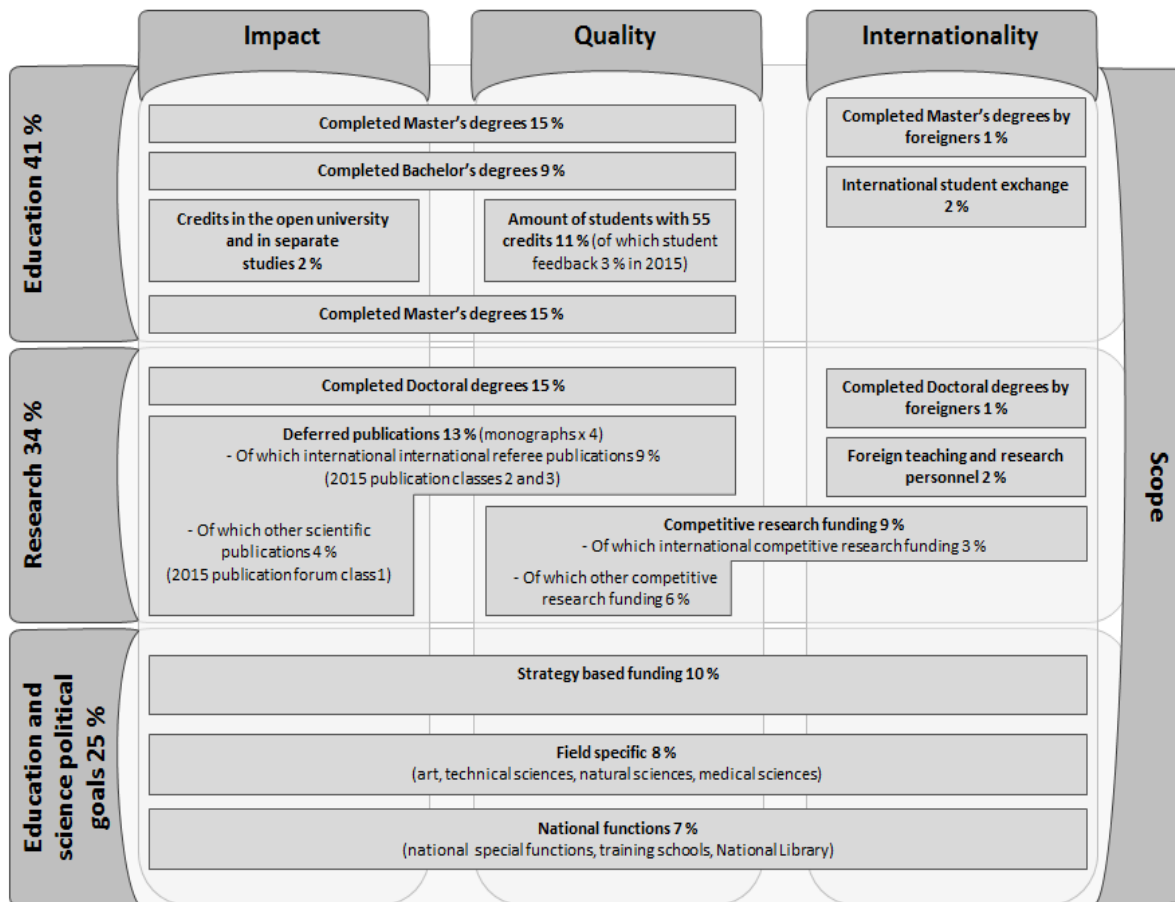 Impact
Quality
Internationality
Education 41 %
Completed Master's degrees 15 %
Completed Bachelor's degrees 9 %
Credits in the open university
and in separate
studies 2 %
Amount of students with 55
credits 11 % (of which student
feedback 3 % in 2015)
Completed Master's degrees 15 %
Completed Master's degrees by
foreigners 1 %
International student exchange
2 %
Research 34 %
Completed Doctoral degrees 15 %
Deferred publications 13 % (monographs x 4)
- Of which international international referee publications 9 %
(2015 publication classes 2 and 3)
- Of which other scientific
publications 4 %
(2015 publication forum class 1)
Completed Doctoral degrees by
foreigners 1 %
Foreign teaching and research
personnel 2 %
Competitive research funding 9 %
- Of which international competitive research funding 3 %
- Of which other competitive
research funding 6 %
Education and
science political
goals 25 %
Strategy based funding 10 %
Field specific 8 %
(art, technical sciences, natural sciences, medical sciences)
National functions 7 %
(national special functions, training schools, National Library)
Scope